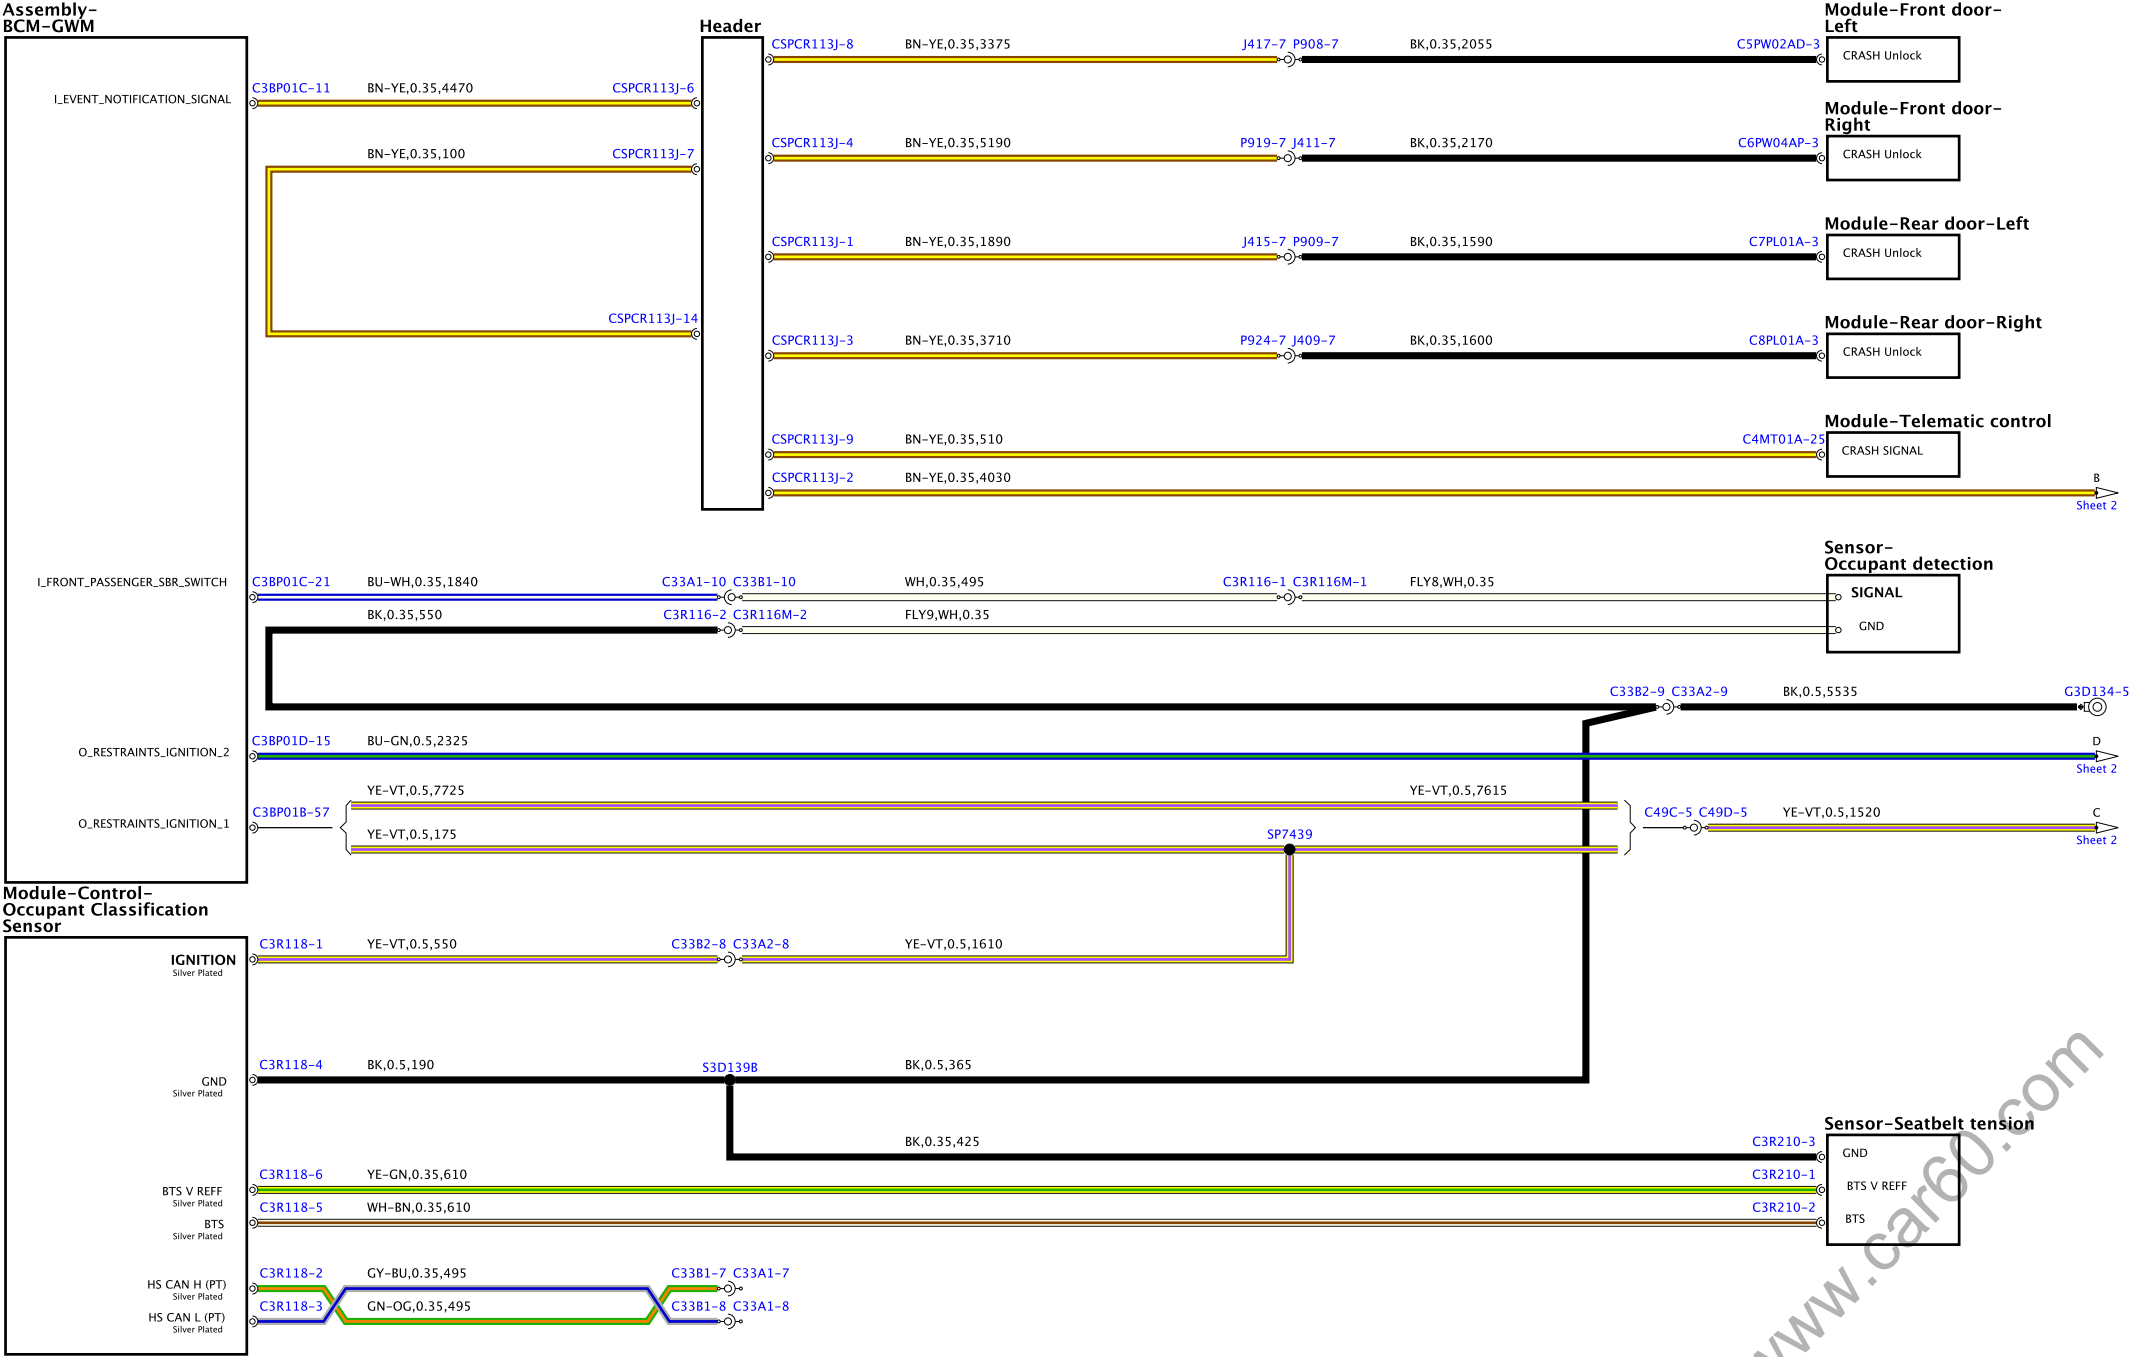 Assembly-
BCM-GWM
I_EVENT_NOTIFICATION_SIGNAL
C3BP01C-11
BN-YE,0.35,4470
CSPCR113J-6
BN-YE,0.35,100
CSPCR113J-7
CSPCR113J-14
Header
CSPCR113J-8
BN-YE,0.35,3375
J417-7 P908-7
BK,0.35,2055
C5PW02AD-3
Module-Front door-
Left
CRASH Unlock
CSPCR113J-4
BN-YE,0.35,5190
P919-7 J411-7
BK,0.35,2170
C6PW04AP-3
Module-Front door-
Right
CRASH Unlock
CSPCR113J-1
BN-YE,0.35,1890
J415-7 P909-7
BK,0.35,1590
C7PL01A-3
Module-Rear door-Left
CRASH Unlock
CSPCR113J-3
BN-YE,0.35,3710
P924-7 J409-7
BK,0.35,1600
C8PL01A-3
Module-Rear door-Right
CRASH Unlock
CSPCR113J-9
BN-YE,0.35,510
C4MT01A-25
Module-Telematic control
CRASH SIGNAL
CSPCR113J-2
BN-YE,0.35,4030
B
Sheet 2
I_FRONT_PASSENGER_SBR_SWITCH
C3BP01C-21
BU-WH,0.35,1840
C33A1-10 C33B1-10
WH,0.35,495
C3R116-1 C3R116M-1
FLY8,WH,0.35
Sensor-
Occupant detection
SIGNAL
BK,0.35,550
C3R116-2 C3R116M-2
FLY9,WH,0.35
GND
C33B2-9 C33A2-9
BK,0.5,5535
G3D134-5
O_RESTRAINTS_IGNITION_2
C3BP01D-15
BU-GN,0.5,2325
D
Sheet 2
O_RESTRAINTS_IGNITION_1
C3BP01B-57
YE-VT,0.5,7725
YE-VT,0.5,7615
YE-VT,0.5,175
SP7439
C49C-5 C49D-5
YE-VT,0.5,1520
C
Sheet 2
Module-Control-
Occupant Classification
Sensor
IGNITION
Silver Plated
C3R118-1
YE-VT,0.5,550
C33B2-8 C33A2-8
YE-VT,0.5,1610
GND
Silver Plated
C3R118-4
BK,0.5,190
S3D139B
BK,0.5,365
BK,0.35,425
C3R210-3
Sensor-Seatbelt tension
GND
BTS V REFF
Silver Plated
C3R118-6
YE-GN,0.35,610
C3R210-1
BTS V REFF
BTS
Silver Plated
C3R118-5
WH-BN,0.35,610
C3R210-2
BTS
HS CAN H (PT)
Silver Plated
C3R118-2
GY-BU,0.35,495
C33B1-7 C33A1-7
HS CAN L (PT)
Silver Plated
C3R118-3
GN-OG,0.35,495
C33B1-8 C33A1-8
www.car60.com